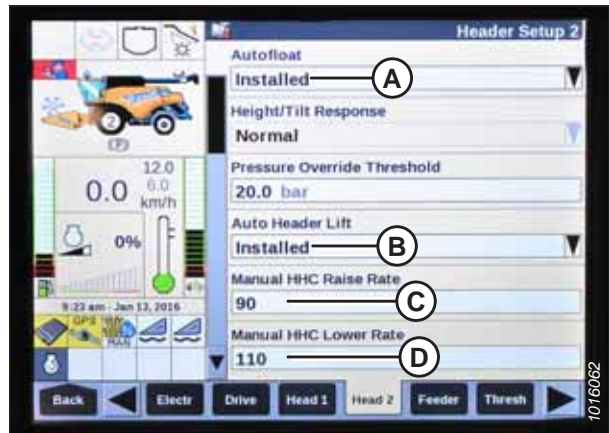 Header Setup 2
Autofloat
Installed
A
Height/Tilt Response
Normal
Pressure Override Threshold
20.0 bar
Auto Header Lift
Installed
B
Manual HHC Raise Rate
90
C
Manual HHC Lower Rate
110
D
12.0
6.0
0.0 km/h
0%
9:23 am - Jan 13, 2016
GPS
Back
Electr
Drive
Head 1
Head 2
Feeder
Thresh
1016062